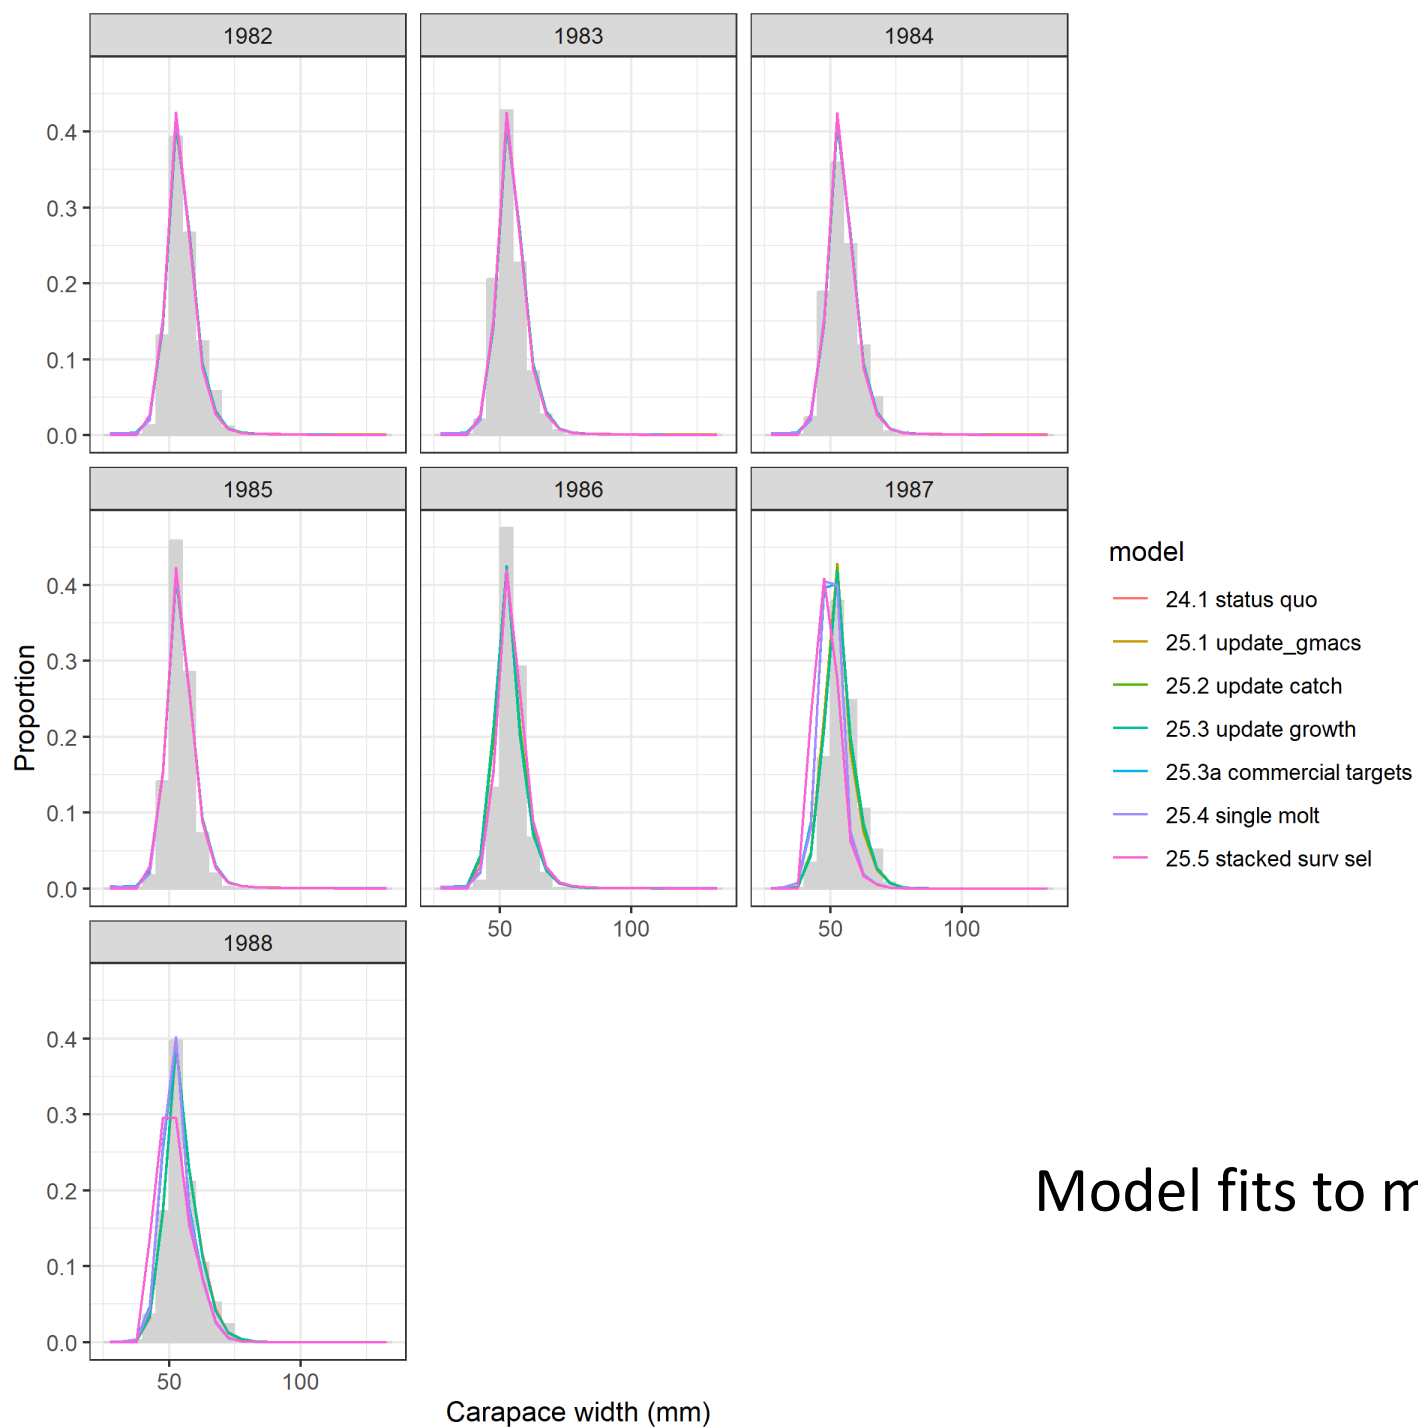 1982 1983 1984
0.4
0.3
0.2
0.1
0.0
1985 1986 1987
0.4
0.3
0.2
0.1
0.0
50 100 50 100
1988
0.4
0.3
0.2
0.1
0.0
50 100
Proportion
Carapace width (mm)
model
24.1 status quo
25.1 update_gmacs
25.2 update catch
25.3 update growth
25.3a commercial targets
25.4 single molt
25.5 stacked surv sel
Model fits to